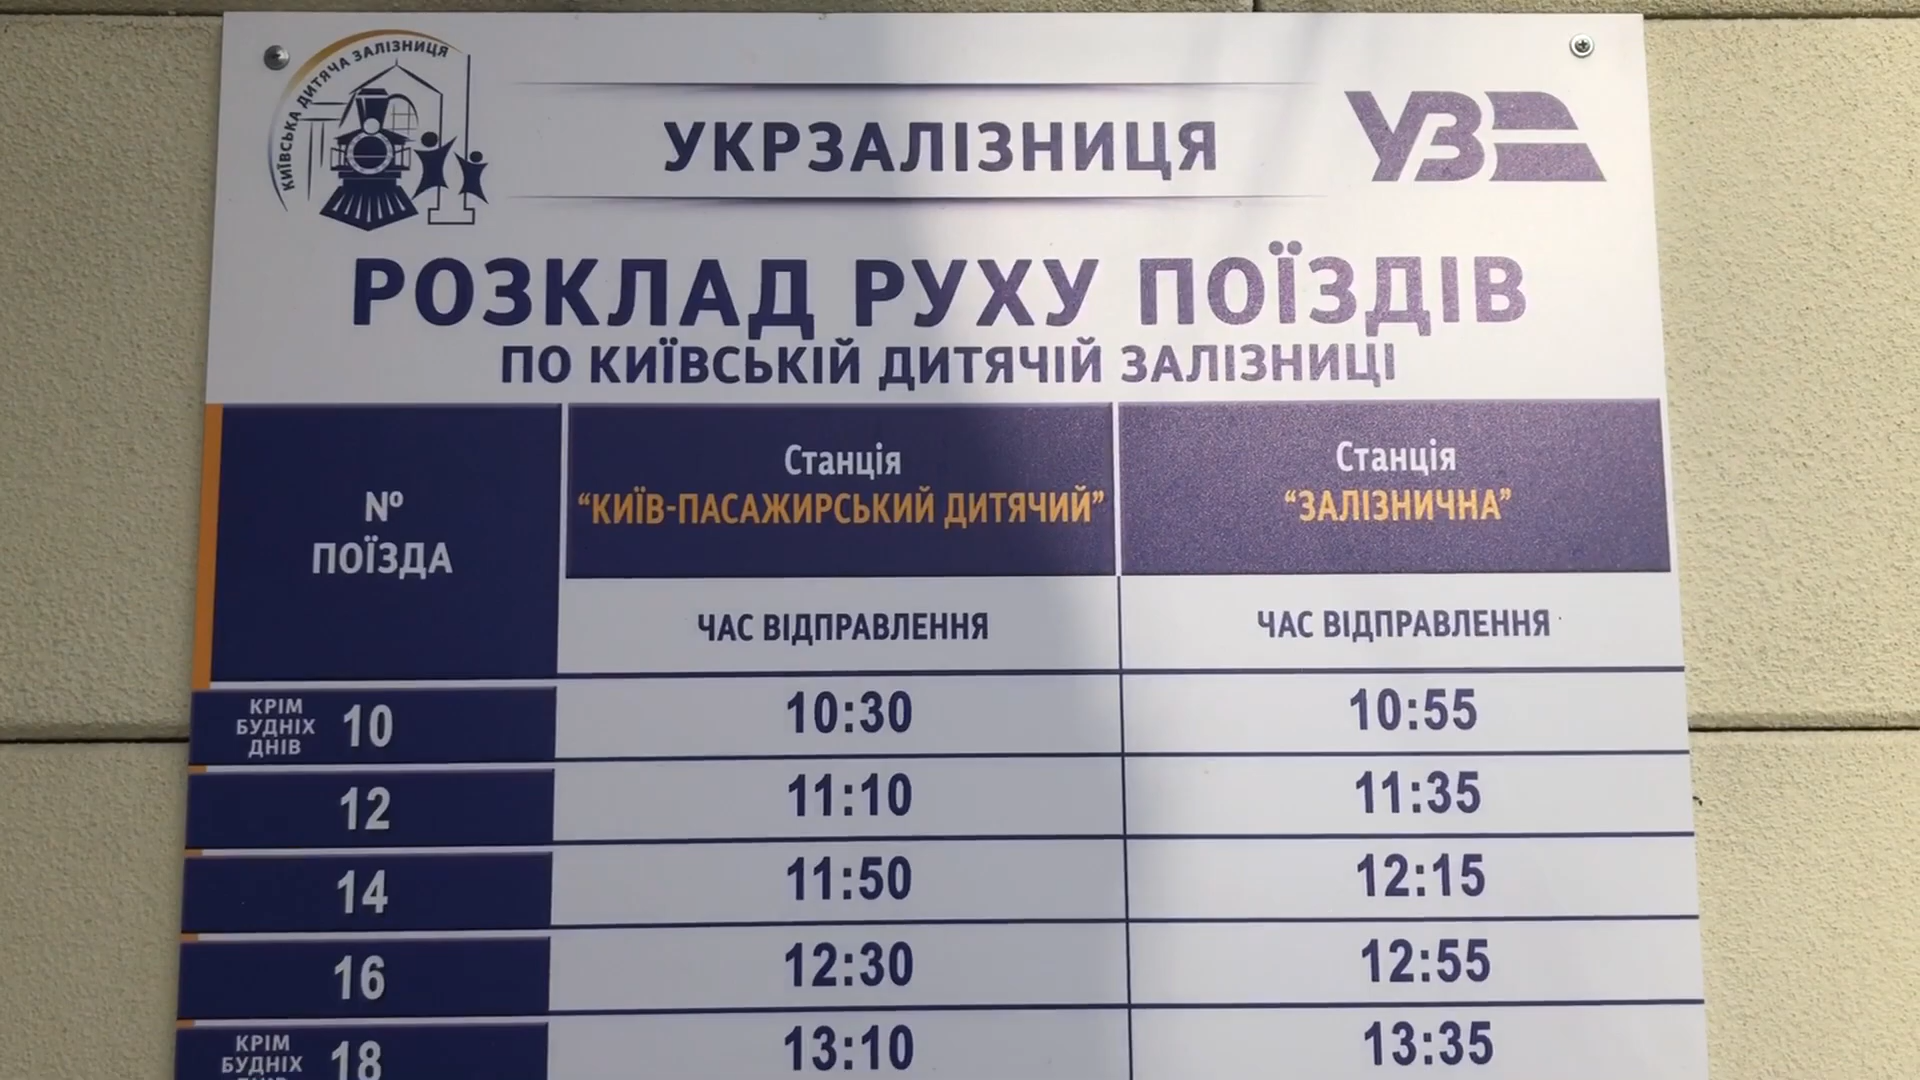 КИЇВСЬКА ДИТЯЧА ЗАЛІЗНИЦЯ
УКРЗАЛІЗНИЦЯ
УЗ
РОЗКЛАД РУХУ ПОЇЗДІВ
ПО КИЇВСЬКІЙ ДИТЯЧІЙ ЗАЛІЗНИЦІ
№
ПОЇЗДА
Станція
“КИЇВ-ПАСАЖИРСЬКИЙ ДИТЯЧИЙ”
Станція
“ЗАЛІЗНИЧНА”
ЧАС ВІДПРАВЛЕННЯ
ЧАС ВІДПРАВЛЕННЯ
КРІМ
БУДНІХ
ДНІВ
10 10:30 10:55
12 11:10 11:35
14 11:50 12:15
16 12:30 12:55
КРІМ
БУДНІХ
18 13:10 13:35